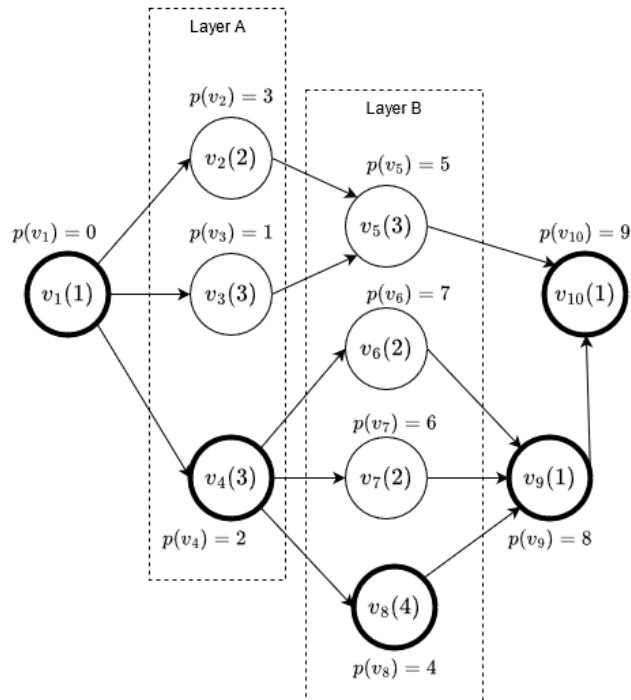 Layer A
p(v₂) = 3
Layer B
v₂(2)
p(v₅) = 5
p(v₁) = 0
p(v₃) = 1
v₅(3)
p(v₁₀) = 9
v₁(1)
v₃(3)
p(v₆) = 7
v₁₀(1)
v₆(2)
p(v₇) = 6
v₄(3)
v₇(2)
v₉(1)
p(v₄) = 2
p(v₉) = 8
v₈(4)
p(v₈) = 4